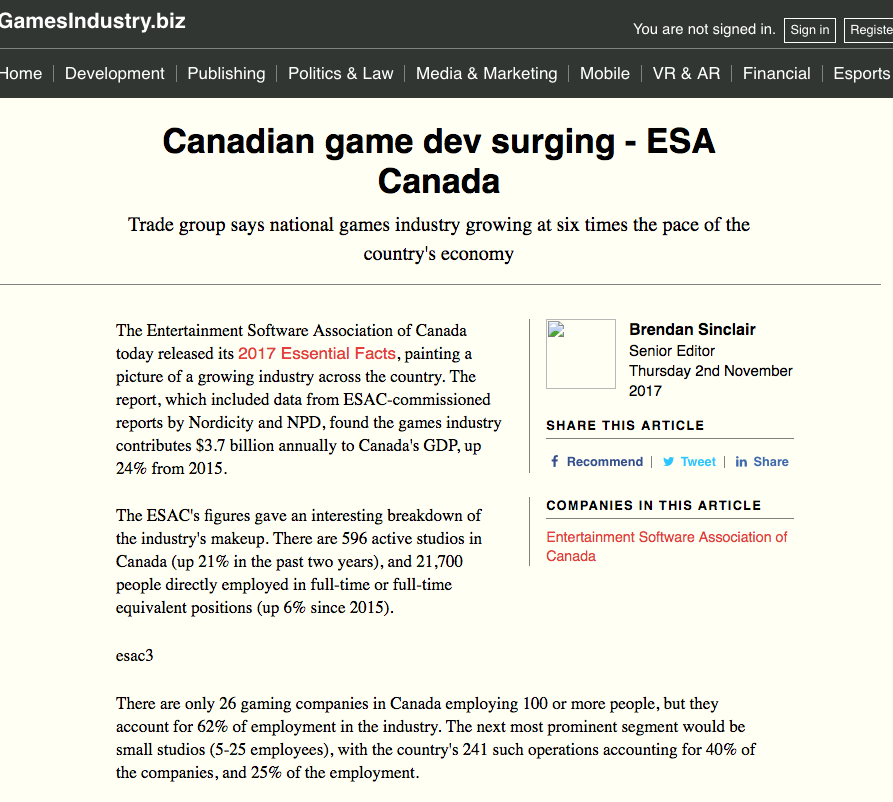 GamesIndustry.biz
You are not signed in. Sign in Registe
Home Development Publishing Politics & Law Media & Marketing Mobile VR & AR Financial Esports
Canadian game dev surging - ESA
Canada
Trade group says national games industry growing at six times the pace of the
country's economy
The Entertainment Software Association of Canada
today released its 2017 Essential Facts, painting a
picture of a growing industry across the country. The
report, which included data from ESAC-commissioned
reports by Nordicity and NPD, found the games industry
contributes $3.7 billion annually to Canada's GDP, up
24% from 2015.
The ESAC's figures gave an interesting breakdown of
the industry's makeup. There are 596 active studios in
Canada (up 21% in the past two years), and 21,700
people directly employed in full-time or full-time
equivalent positions (up 6% since 2015).
esac3
There are only 26 gaming companies in Canada employing 100 or more people, but they
account for 62% of employment in the industry. The next most prominent segment would be
small studios (5-25 employees), with the country's 241 such operations accounting for 40% of
the companies, and 25% of the employment.
Brendan Sinclair
Senior Editor
Thursday 2nd November
2017
SHARE THIS ARTICLE
Recommend Tweet Share
COMPANIES IN THIS ARTICLE
Entertainment Software Association of
Canada